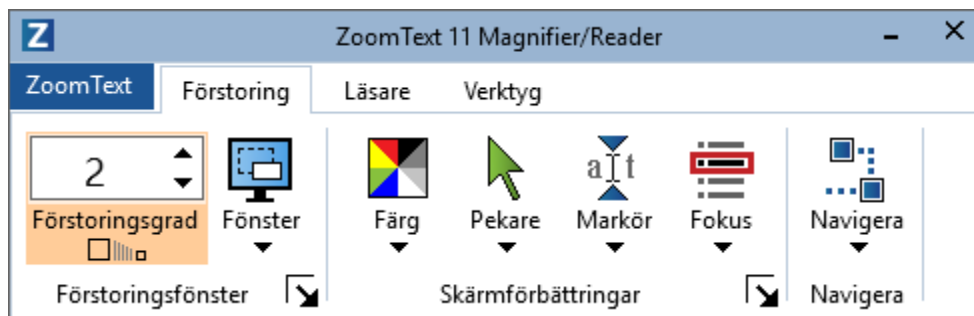 Z ZoomText 11 Magnifier/Reader
ZoomText Förstoring Läsare Verktyg
2
Förstoringsgrad Fönster Färg Pekare Markör Fokus Navigera
Förstoringsfönster Skärmförbättringar Navigera